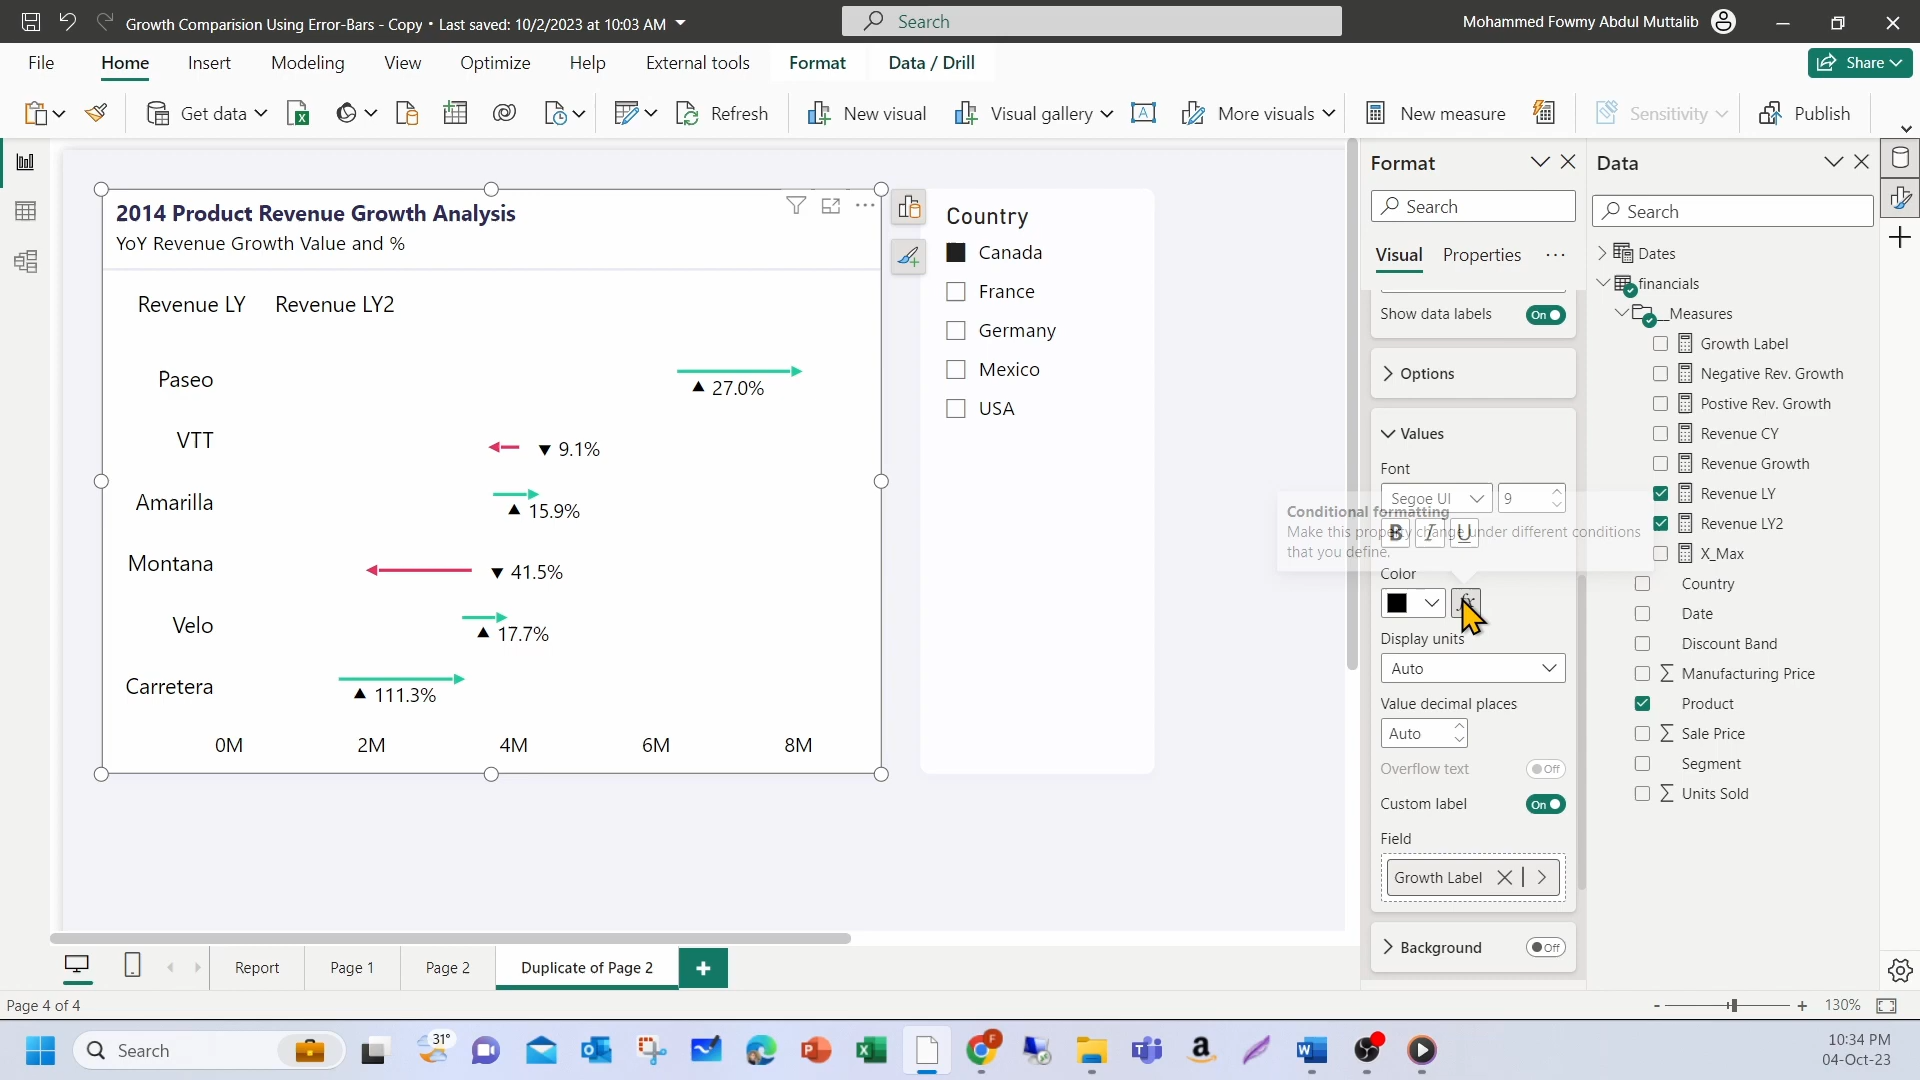 Growth Comparision Using Error-Bars - Copy • Last saved: 10/2/2023 at 10:03 AM
Search
Mohammed Fowmy Abdul Muttalib
File Home Insert Modeling View Optimize Help External tools Format Data / Drill
Share
Get data Refresh New visual Visual gallery More visuals New measure Sensitivity Publish
2014 Product Revenue Growth Analysis
YoY Revenue Growth Value and %
Revenue LY Revenue LY2
Paseo
▲ 27.0%
VTT
▼ 9.1%
Amarilla
▲ 15.9%
Montana
▼ 41.5%
Velo
▲ 17.7%
Carretera
▲ 111.3%
0M 2M 4M 6M 8M
Country
Canada
France
Germany
Mexico
USA
Format
Search
Visual Properties
Show data labels On
Options
Values
Font
Segoe UI 9
B I U
Conditional formatting
Make this property change under different conditions
that you define.
Color
fx
Display units
Auto
Value decimal places
Auto
Overflow text Off
Custom label On
Field
Growth Label
Background Off
Data
Search
Dates
financials
__Measures
Growth Label
Negative Rev. Growth
Postive Rev. Growth
Revenue CY
Revenue Growth
Revenue LY
Revenue LY2
X_Max
Country
Date
Discount Band
Manufacturing Price
Product
Sale Price
Segment
Units Sold
Report Page 1 Page 2 Duplicate of Page 2
Page 4 of 4
- + 130%
Search
31°
10:34 PM
04-Oct-23